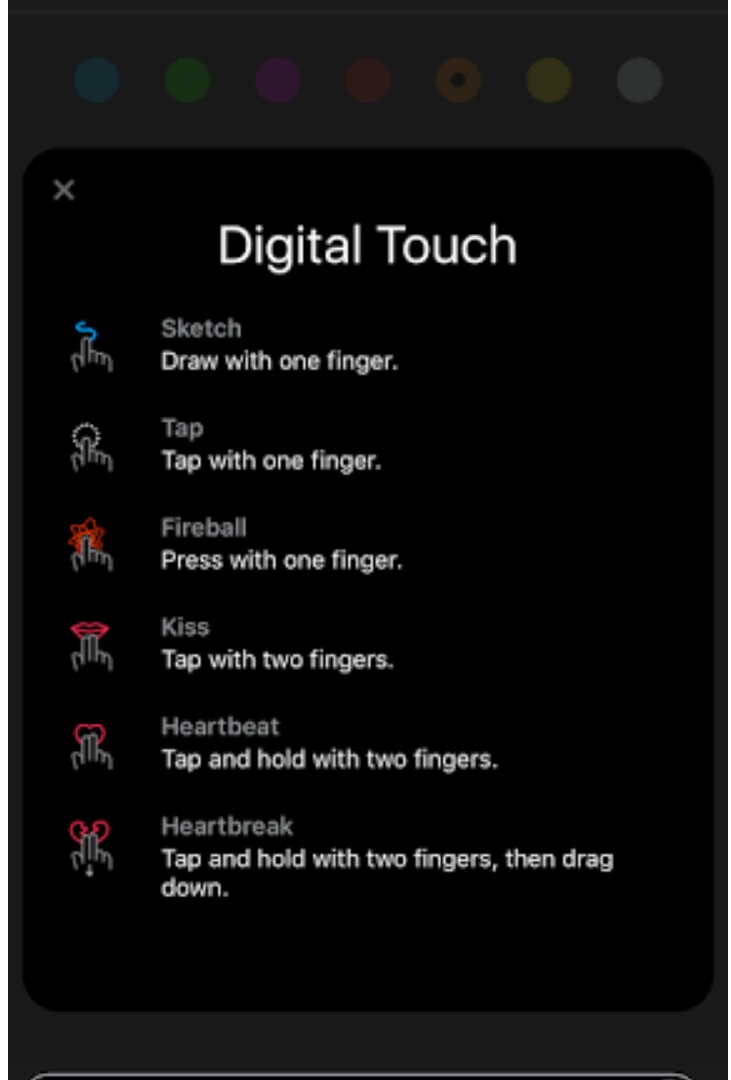 Digital Touch
Sketch
Draw with one finger.
Tap
Tap with one finger.
Fireball
Press with one finger.
Kiss
Tap with two fingers.
Heartbeat
Tap and hold with two fingers.
Heartbreak
Tap and hold with two fingers, then drag
down.